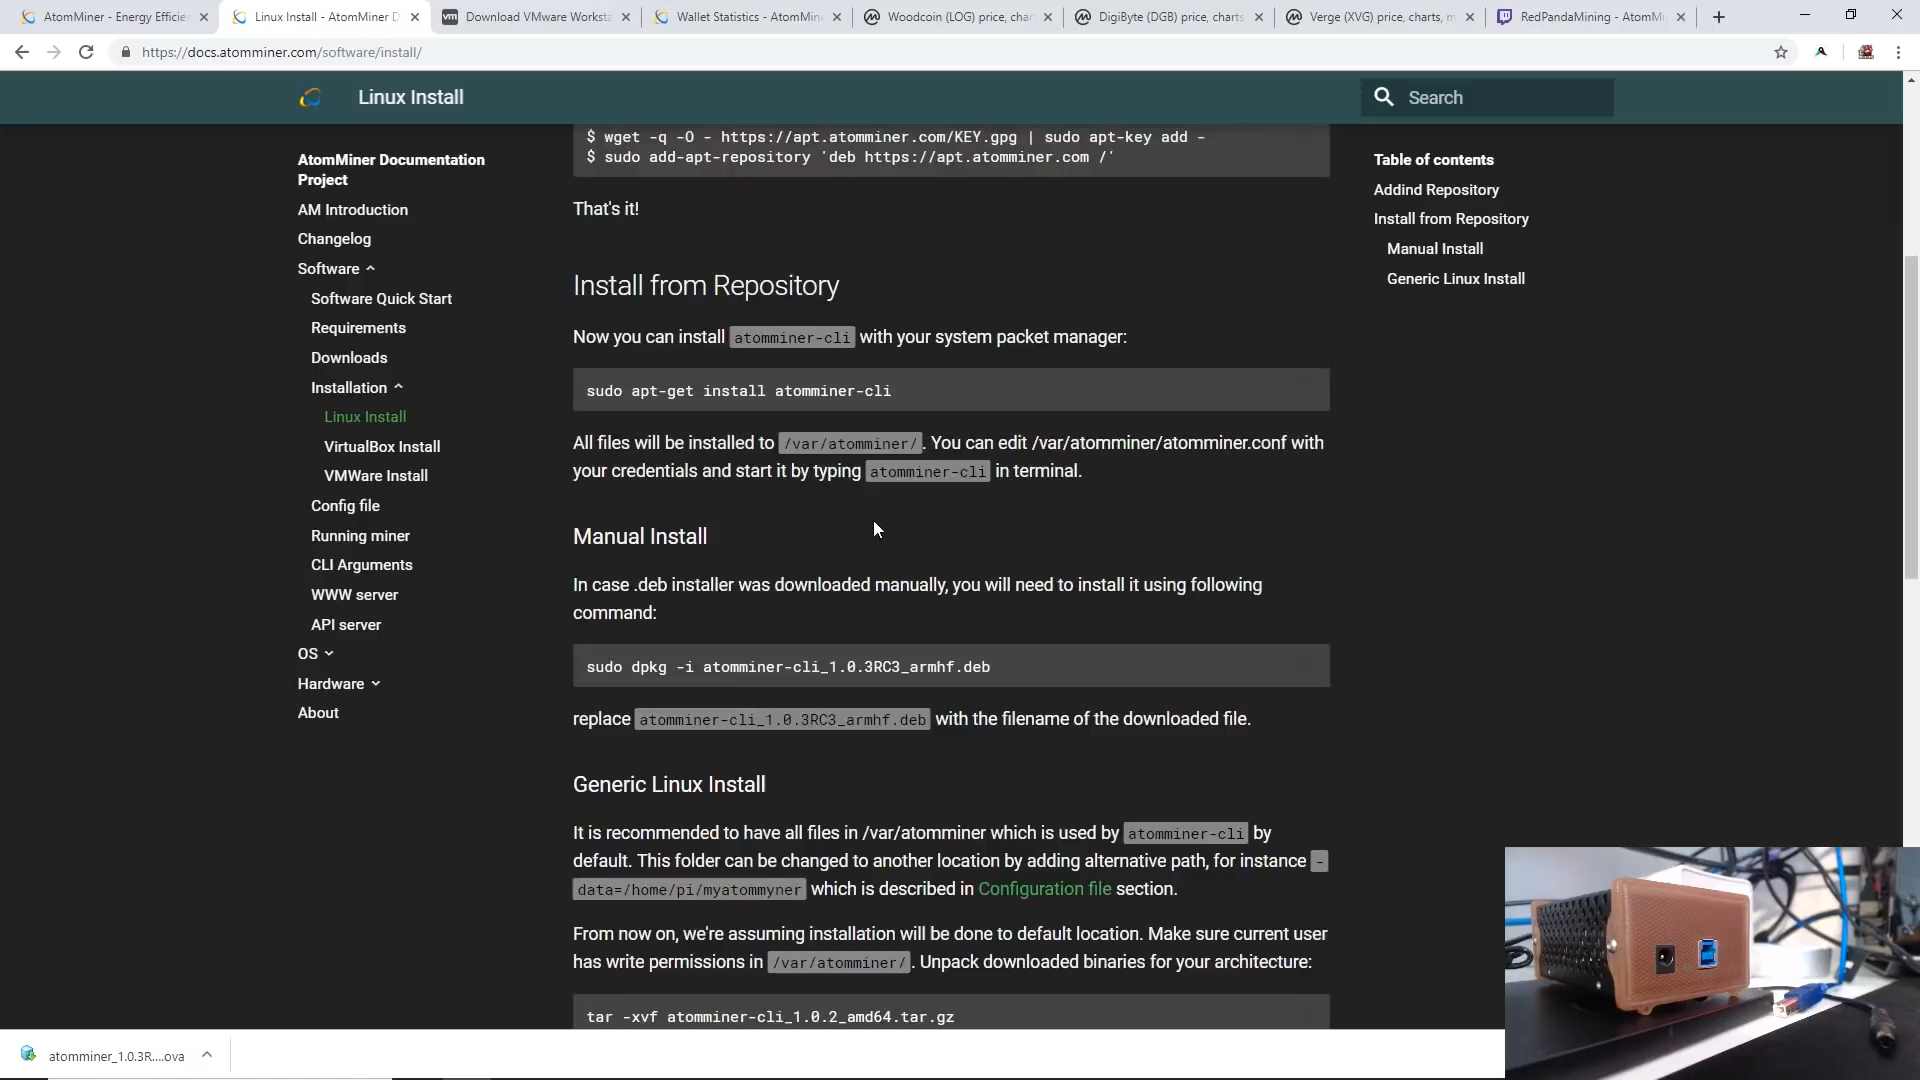 AtomMiner - Energy Efficien
Linux Install - AtomMiner D
Download VMware Worksta
Wallet Statistics - AtomMine
Woodcoin (LOG) price, char
DigiByte (DGB) price, charts
Verge (XVG) price, charts, m
RedPandaMining - AtomMi
https://docs.atomminer.com/software/install/
Linux Install
Search
AtomMiner Documentation
Project
AM Introduction
Changelog
Software
Software Quick Start
Requirements
Downloads
Installation
Linux Install
VirtualBox Install
VMWare Install
Config file
Running miner
CLI Arguments
WWW server
API server
OS
Hardware
About
$ wget -q -O - https://apt.atomminer.com/KEY.gpg | sudo apt-key add -
$ sudo add-apt-repository 'deb https://apt.atomminer.com /'
That's it!
Install from Repository
Now you can install atomminer-cli with your system packet manager:
sudo apt-get install atomminer-cli
All files will be installed to /var/atomminer/. You can edit /var/atomminer/atomminer.conf with
your credentials and start it by typing atomminer-cli in terminal.
Manual Install
In case .deb installer was downloaded manually, you will need to install it using following
command:
sudo dpkg -i atomminer-cli_1.0.3RC3_armhf.deb
replace atomminer-cli_1.0.3RC3_armhf.deb with the filename of the downloaded file.
Generic Linux Install
It is recommended to have all files in /var/atomminer which is used by atomminer-cli by
default. This folder can be changed to another location by adding alternative path, for instance -
data=/home/pi/myatommyner which is described in Configuration file section.
From now on, we're assuming installation will be done to default location. Make sure current user
has write permissions in /var/atomminer/. Unpack downloaded binaries for your architecture:
tar -xvf atomminer-cli_1.0.2_amd64.tar.gz
Table of contents
Addind Repository
Install from Repository
Manual Install
Generic Linux Install
atomminer_1.0.3R....ova